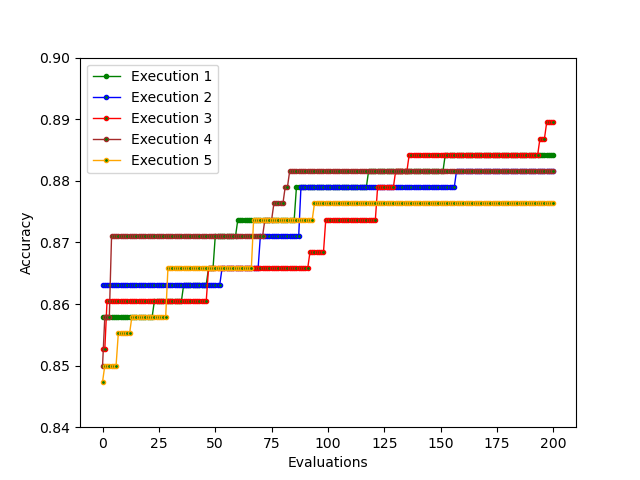 0.90
0.89
0.88
0.87
0.86
0.85
0.84
Accuracy
Execution 1
Execution 2
Execution 3
Execution 4
Execution 5
0 25 50 75 100 125 150 175 200
Evaluations